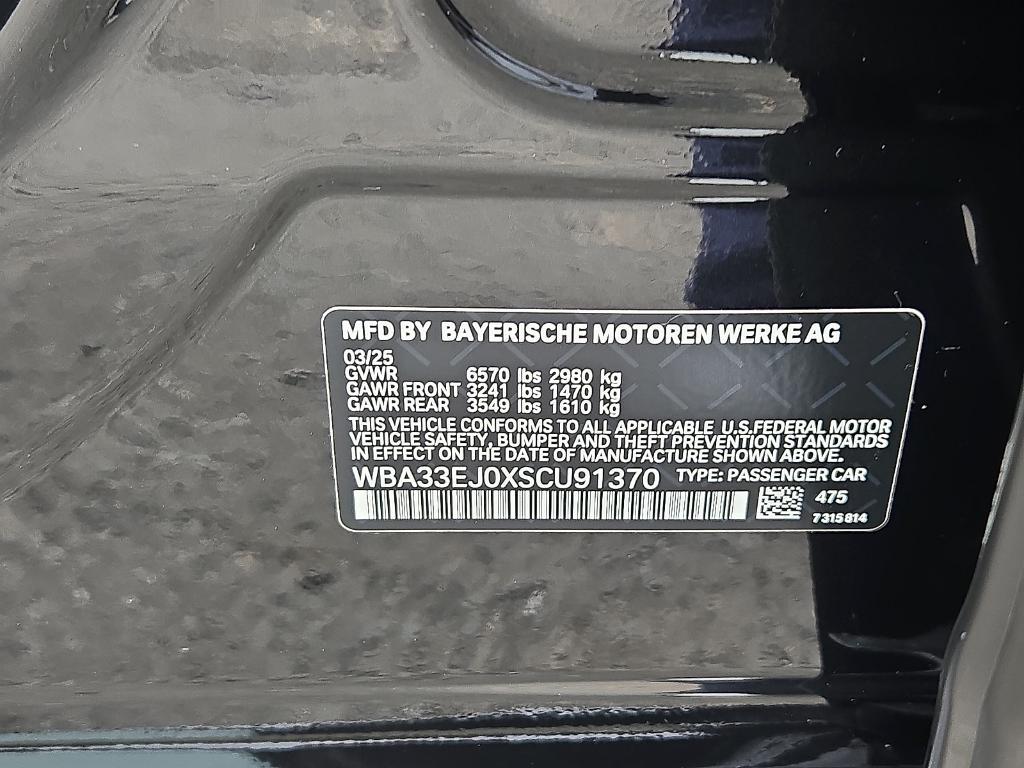 MFD BY BAYERISCHE MOTOREN WERKE AG
03/25
GVWR 6570 lbs 2980 kg
GAWR FRONT 3241 lbs 1470 kg
GAWR REAR 3549 lbs 1610 kg
THIS VEHICLE CONFORMS TO ALL APPLICABLE U.S.FEDERAL MOTOR
VEHICLE SAFETY, BUMPER AND THEFT PREVENTION STANDARDS
IN EFFECT ON THE DATE OF MANUFACTURE SHOWN ABOVE.
WBA33EJ0XSCU91370 TYPE: PASSENGER CAR
475
7315814